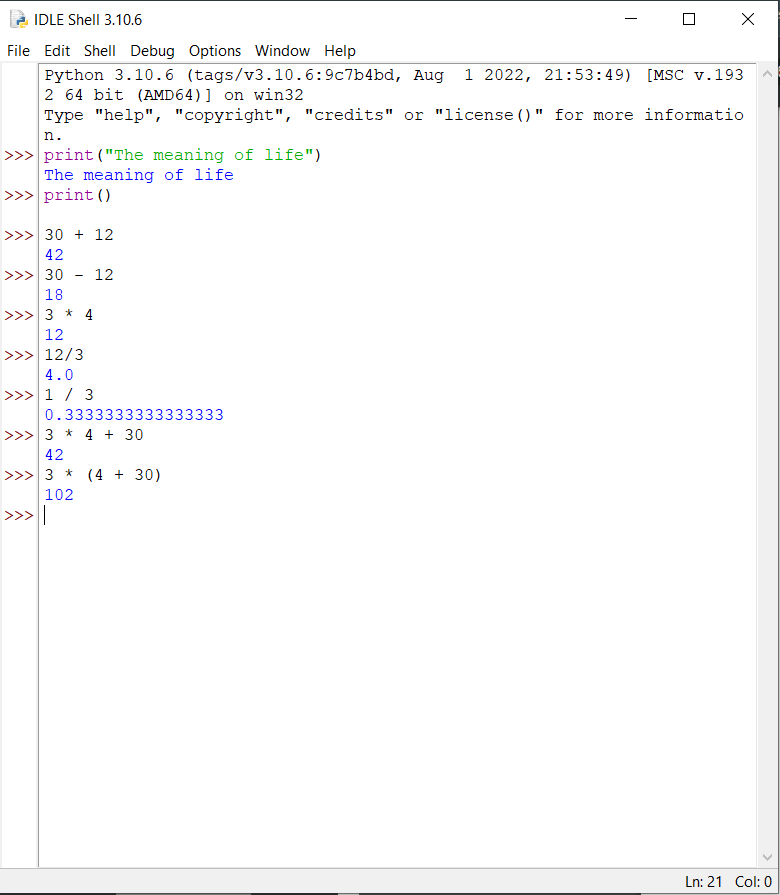 IDLE Shell 3.10.6
File Edit Shell Debug Options Window Help
Python 3.10.6 (tags/v3.10.6:9c7b4bd, Aug  1 2022, 21:53:49) [MSC v.193
2 64 bit (AMD64)] on win32
Type "help", "copyright", "credits" or "license()" for more informatio
n.
>>> print("The meaning of life")
The meaning of life
>>> print()

>>> 30 + 12
42
>>> 30 - 12
18
>>> 3 * 4
12
>>> 12/3
4.0
>>> 1 / 3
0.3333333333333333
>>> 3 * 4 + 30
42
>>> 3 * (4 + 30)
102
>>>
Ln: 21 Col: 0